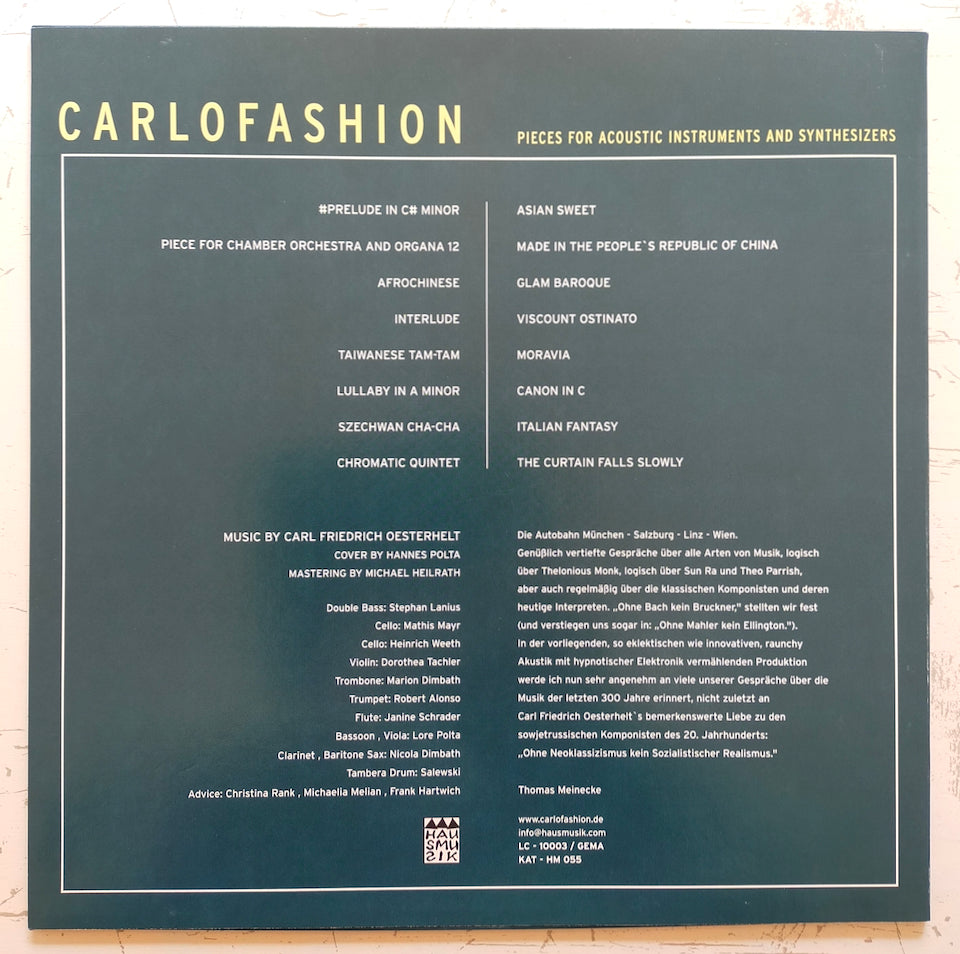 CARLOFASHION
PIECES FOR ACOUSTIC INSTRUMENTS AND SYNTHESIZERS
#PRELUDE IN C# MINOR
PIECE FOR CHAMBER ORCHESTRA AND ORGANA 12
AFROCHINESE
INTERLUDE
TAIWANESE TAM-TAM
LULLABY IN A MINOR
SZECHWAN CHA-CHA
CHROMATIC QUINTET
ASIAN SWEET
MADE IN THE PEOPLE`S REPUBLIC OF CHINA
GLAM BAROQUE
VISCOUNT OSTINATO
MORAVIA
CANON IN C
ITALIAN FANTASY
THE CURTAIN FALLS SLOWLY
MUSIC BY CARL FRIEDRICH OESTERHELT
COVER BY HANNES POLTA
MASTERING BY MICHAEL HEILRATH
Double Bass: Stephan Lanius
Cello: Mathis Mayr
Cello: Heinrich Weeth
Violin: Dorothea Tachler
Trombone: Marion Dimbath
Trumpet: Robert Alonso
Flute: Janine Schrader
Bassoon , Viola: Lore Polta
Clarinet , Baritone Sax: Nicola Dimbath
Tambera Drum: Salewski
Advice: Christina Rank , Michaelia Melian , Frank Hartwich
HAU
SMU
SIK
Die Autobahn München - Salzburg - Linz - Wien.
Genüßlich vertiefte Gespräche über alle Arten von Musik, logisch
über Thelonious Monk, logisch über Sun Ra und Theo Parrish,
aber auch regelmäßig über die klassischen Komponisten und deren
heutige Interpreten. „Ohne Bach kein Bruckner," stellten wir fest
(und verstiegen uns sogar in: „Ohne Mahler kein Ellington.").
In der vorliegenden, so eklektischen wie innovativen, raunchy
Akustik mit hypnotischer Elektronik vermählenden Produktion
werde ich nun sehr angenehm an viele unserer Gespräche über die
Musik der letzten 300 Jahre erinnert, nicht zuletzt an
Carl Friedrich Oesterhelt`s bemerkenswerte Liebe zu den
sowjetrussischen Komponisten des 20. Jahrhunderts:
„Ohne Neoklassizismus kein Sozialistischer Realismus."
Thomas Meinecke
www.carlofashion.de
info@hausmusik.com
LC - 10003 / GEMA
KAT - HM 055